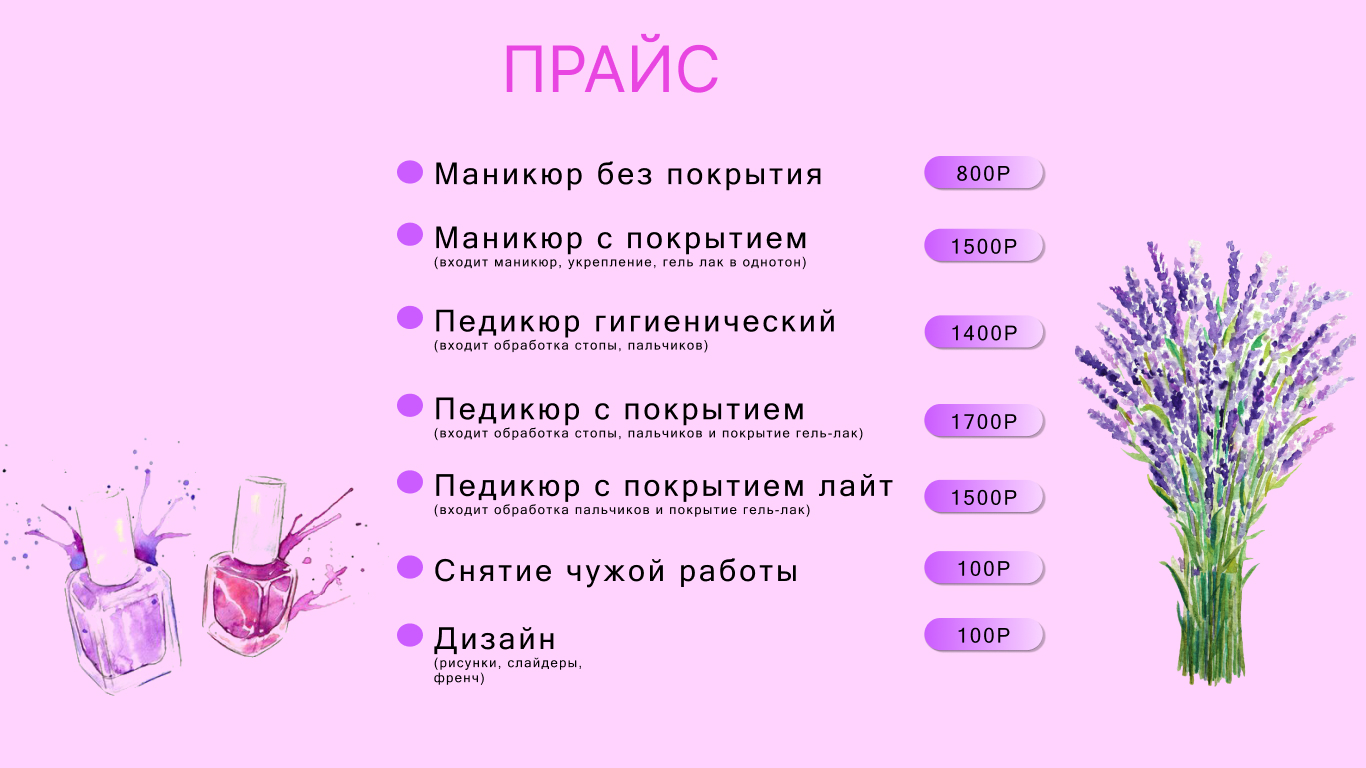 ПРАЙС
Маникюр без покрытия 800Р
Маникюр с покрытием 1500Р
(входит маникюр, укрепление, гель лак в однотон)
Педикюр гигиенический 1400Р
(входит обработка стопы, пальчиков)
Педикюр с покрытием 1700Р
(входит обработка стопы, пальчиков и покрытие гель-лак)
Педикюр с покрытием лайт 1500Р
(входит обработка пальчиков и покрытие гель-лак)
Снятие чужой работы 100Р
Дизайн 100Р
(рисунки, слайдеры,
френч)